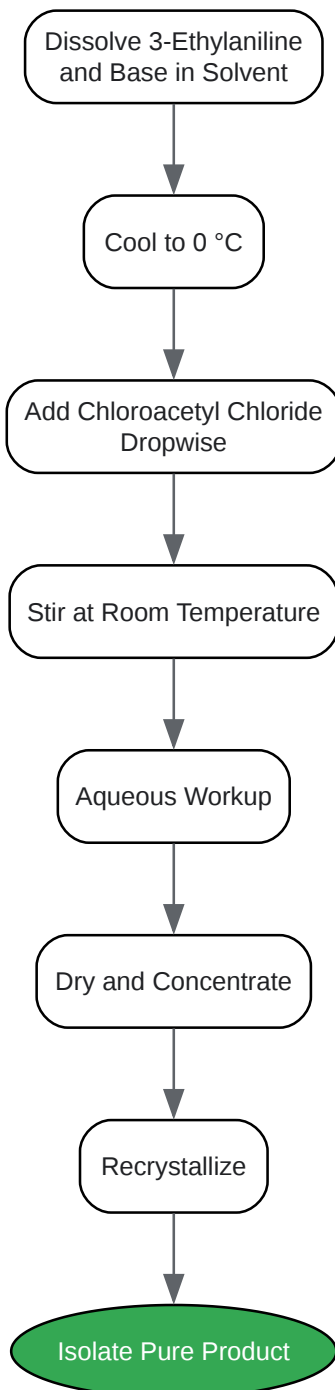 Dissolve 3-Ethylaniline
and Base in Solvent
Cool to 0 °C
Add Chloroacetyl Chloride
Dropwise
Stir at Room Temperature
Aqueous Workup
Dry and Concentrate
Recrystallize
Isolate Pure Product